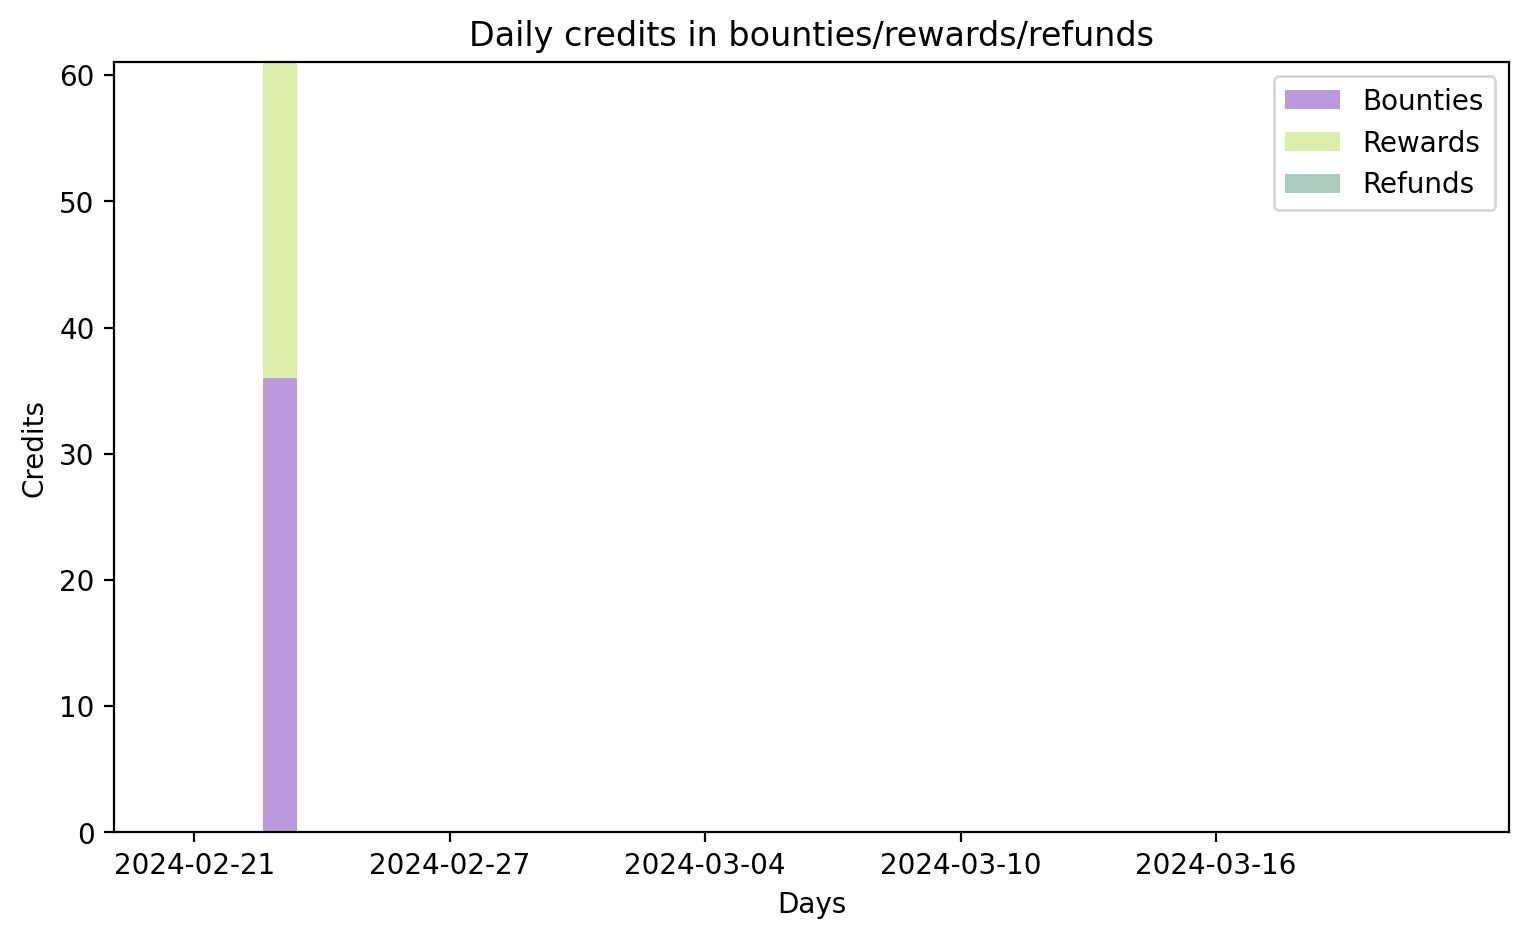 Daily credits in bounties/rewards/refunds
60
50
40
30
20
10
0
Credits
Bounties
Rewards
Refunds
2024-02-21
2024-02-27
2024-03-04
2024-03-10
2024-03-16
Days